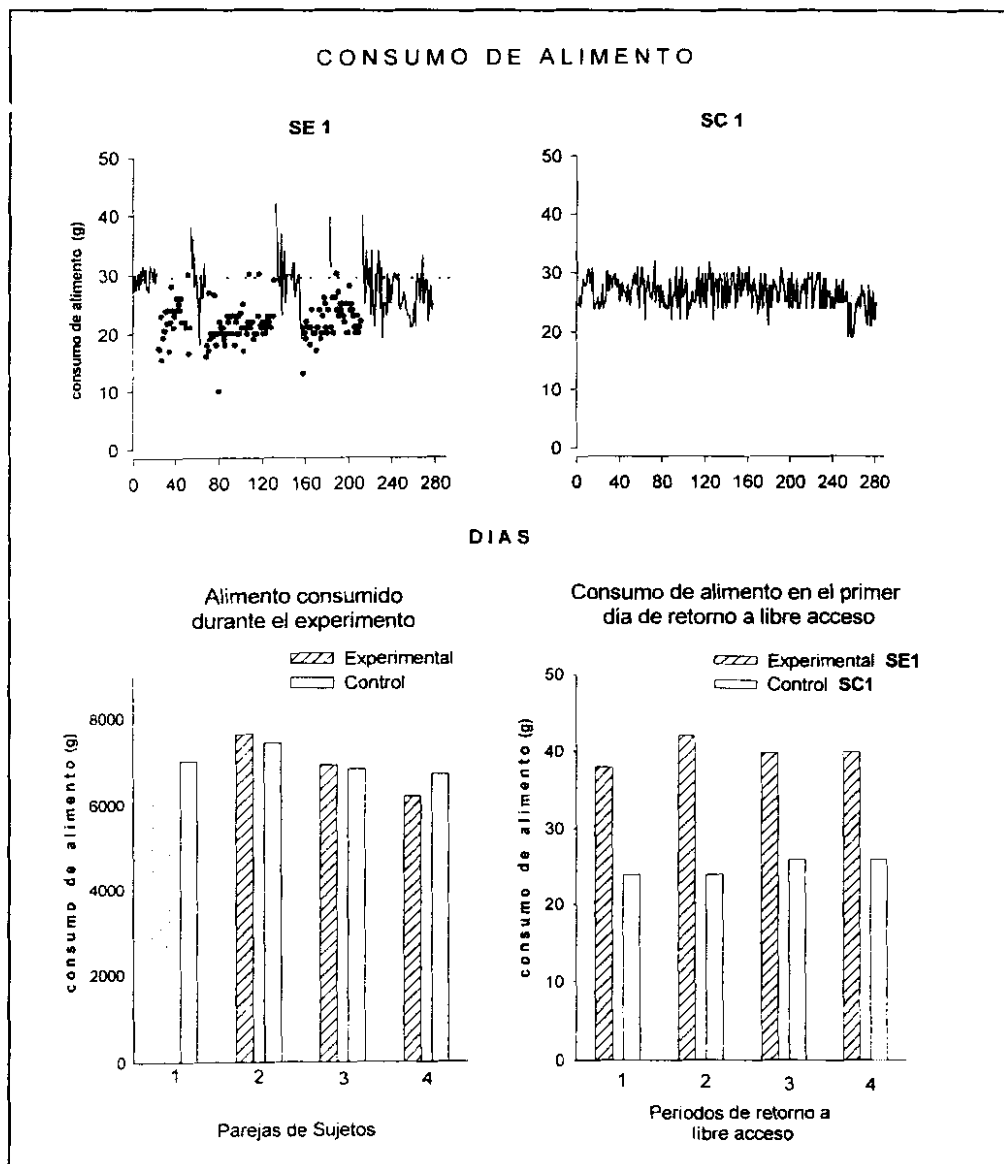 CONSUMO DE ALIMENTO
SE 1
SC 1
consumo de alimento (g)
50
40
30
20
10
0
0 40 80 120 160 200 240 280
50
40
30
20
10
0
0 40 80 120 160 200 240 280
DIAS
Alimento consumido
durante el experimento
Experimental
Control
consumo de alimento (g)
8000
6000
4000
2000
0
1 2 3 4
Parejas de Sujetos
Consumo de alimento en el primer
día de retorno a libre acceso
Experimental SE1
Control SC1
consumo de alimento (g)
50
40
30
20
10
0
1 2 3 4
Periodos de retorno a
libre acceso